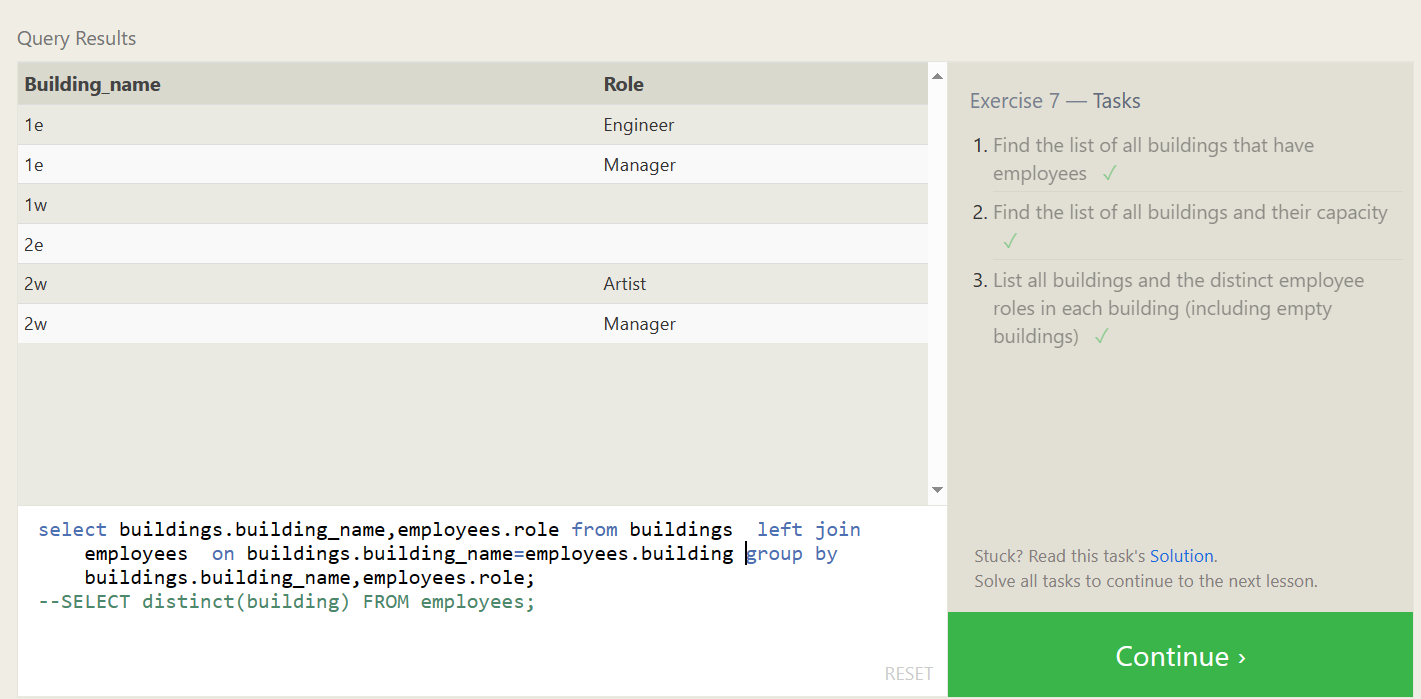 Query Results
Building_name Role
1e Engineer
1e Manager
1w
2e
2w Artist
2w Manager
select buildings.building_name,employees.role from buildings  left join
employees  on buildings.building_name=employees.building group by
buildings.building_name,employees.role;
--SELECT distinct(building) FROM employees;
RESET
Exercise 7 — Tasks
1. Find the list of all buildings that have
employees ✓
2. Find the list of all buildings and their capacity
✓
3. List all buildings and the distinct employee
roles in each building (including empty
buildings) ✓
Stuck? Read this task's Solution.
Solve all tasks to continue to the next lesson.
Continue ›